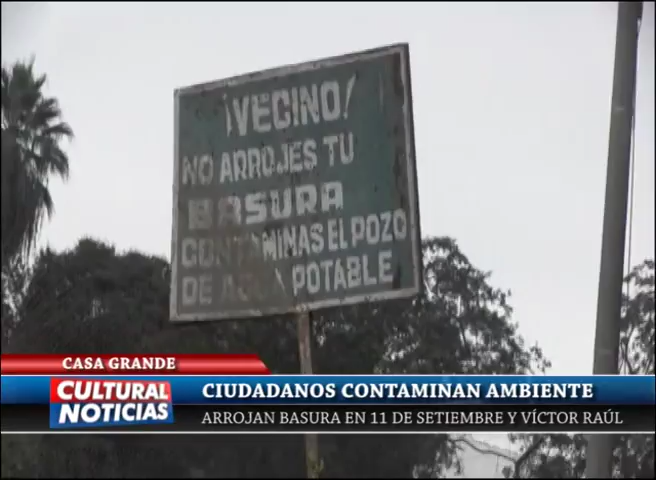 ¡VECINO!
NO ARROJES TU
BASURA
CONTAMINAS EL POZO
DE AGUA POTABLE
CASA GRANDE
CULTURAL
NOTICIAS
CIUDADANOS CONTAMINAN AMBIENTE
ARROJAN BASURA EN 11 DE SETIEMBRE Y VÍCTOR RAÚL